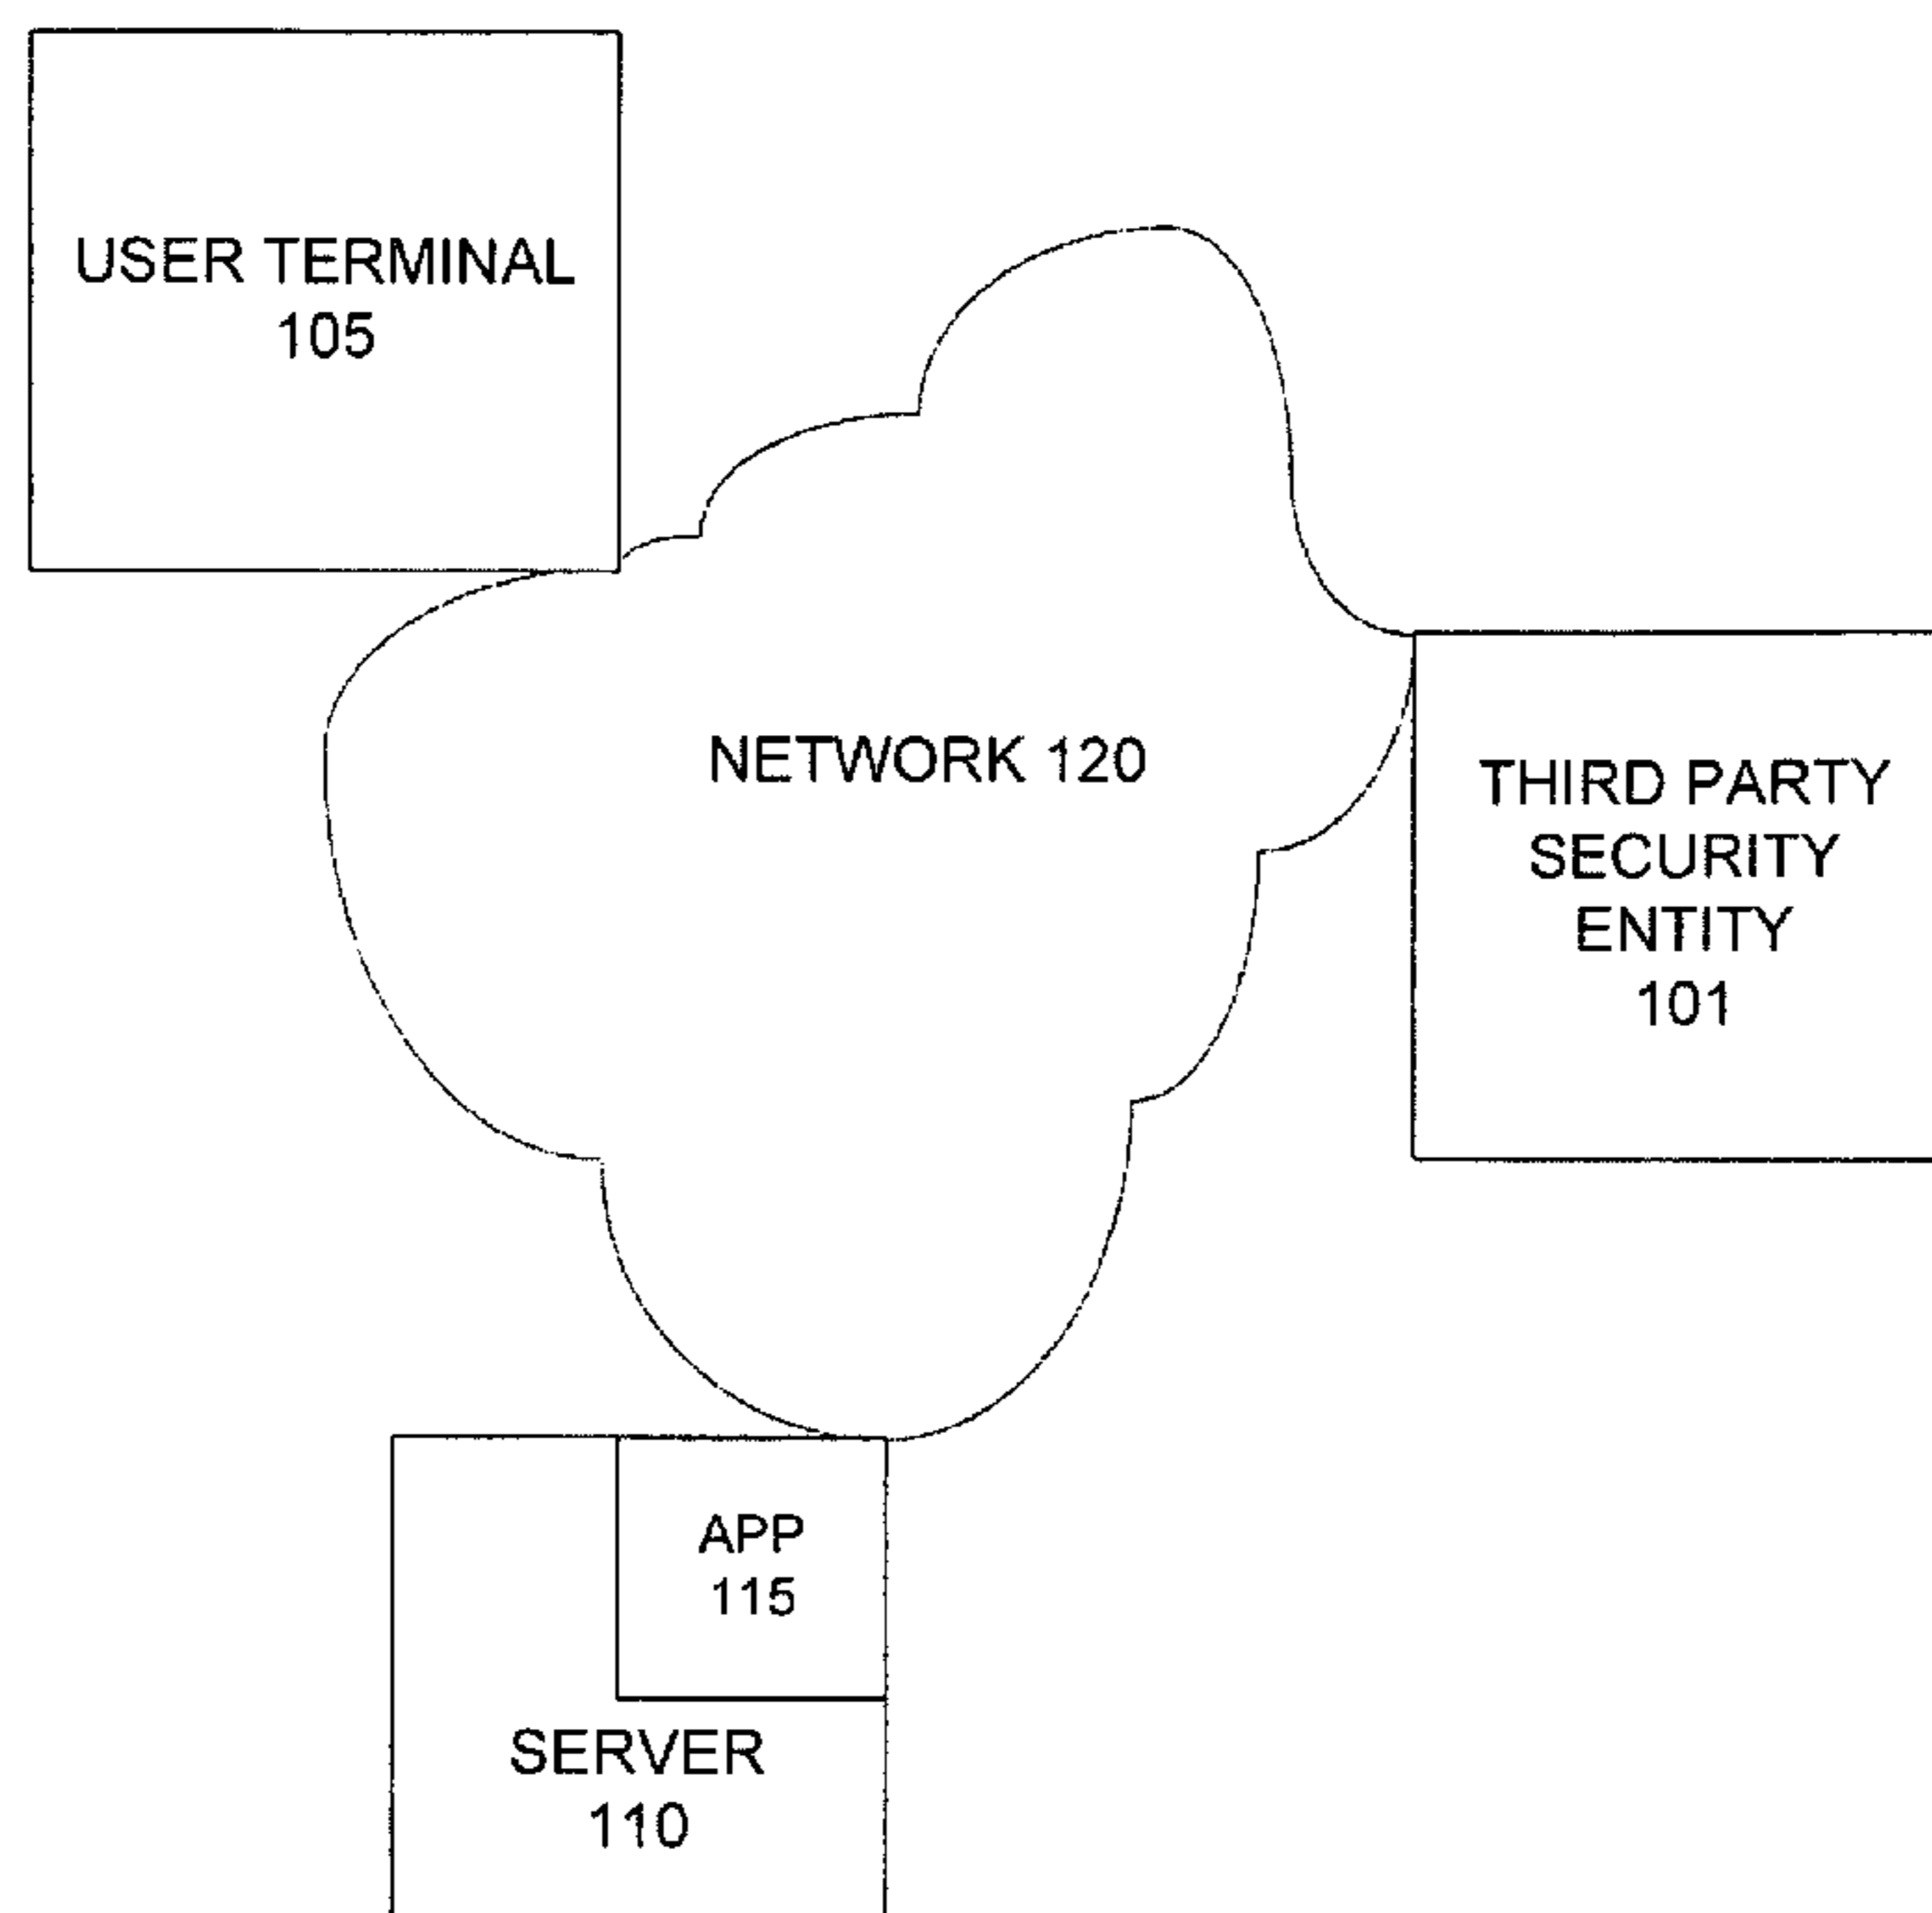 USER TERMINAL
105
NETWORK 120
THIRD PARTY
SECURITY
ENTITY
101
APP
115
SERVER
110